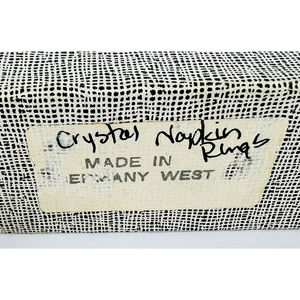 Crystal Napkin
Rings
MADE IN
ERMANY WEST